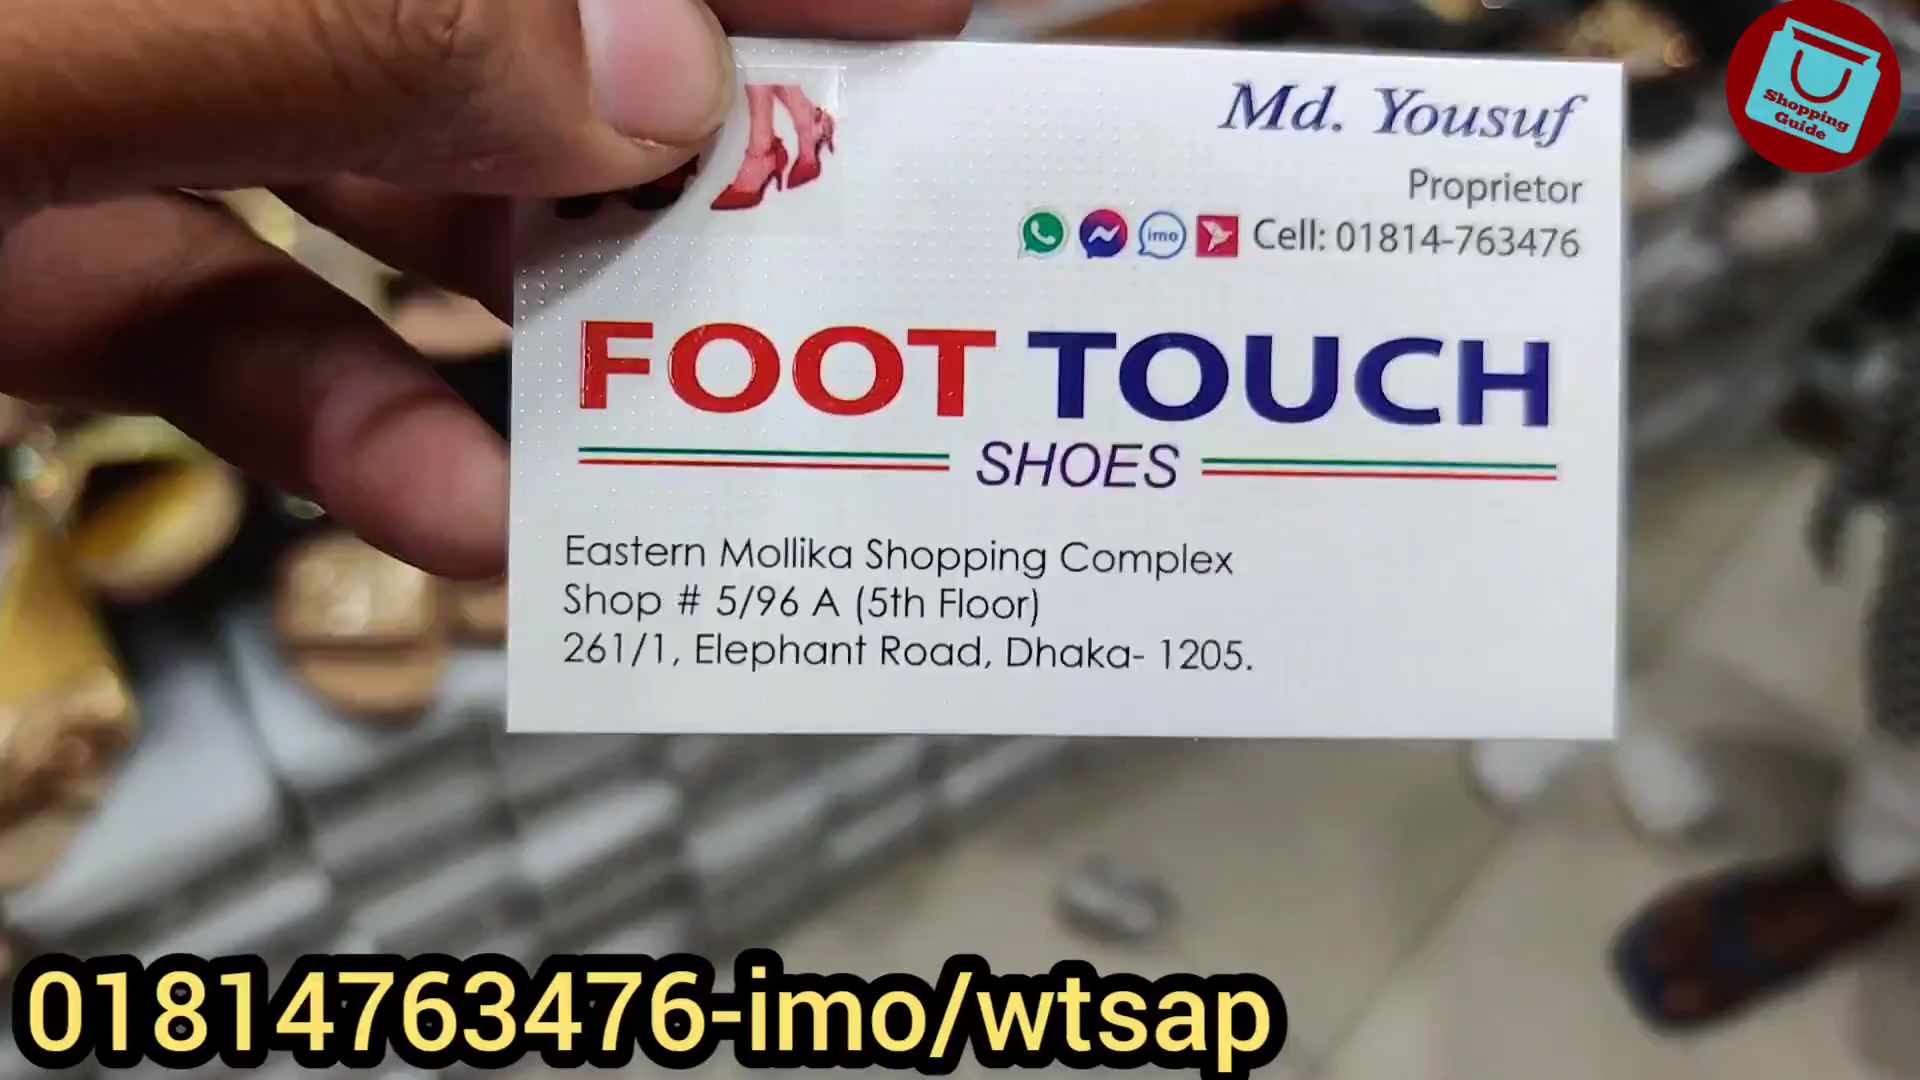 Shopping
Guide
Md. Yousuf
Proprietor
imo Cell: 01814-763476
FOOT TOUCH
SHOES
Eastern Mollika Shopping Complex
Shop # 5/96 A (5th Floor)
261/1, Elephant Road, Dhaka- 1205.
01814763476-imo/wtsap